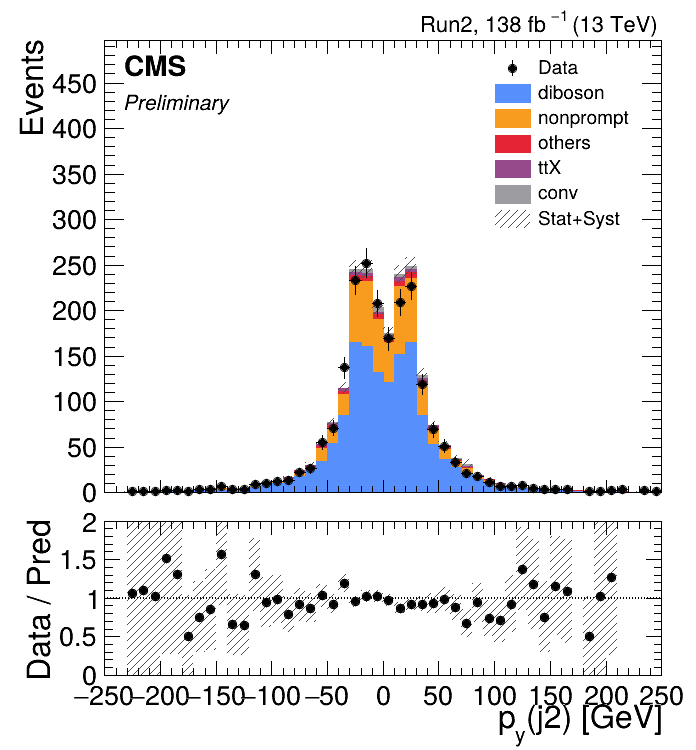 Run2, 138 fb⁻¹ (13 TeV)
CMS
Preliminary
Events
450
400
350
300
250
200
150
100
50
0
Data
diboson
nonprompt
others
ttX
conv
Stat+Syst
Data / Pred
2
1.5
1
0.5
0
−250 −200 −150 −100 −50 0 50 100 150 200 250
p_y(j2) [GeV]